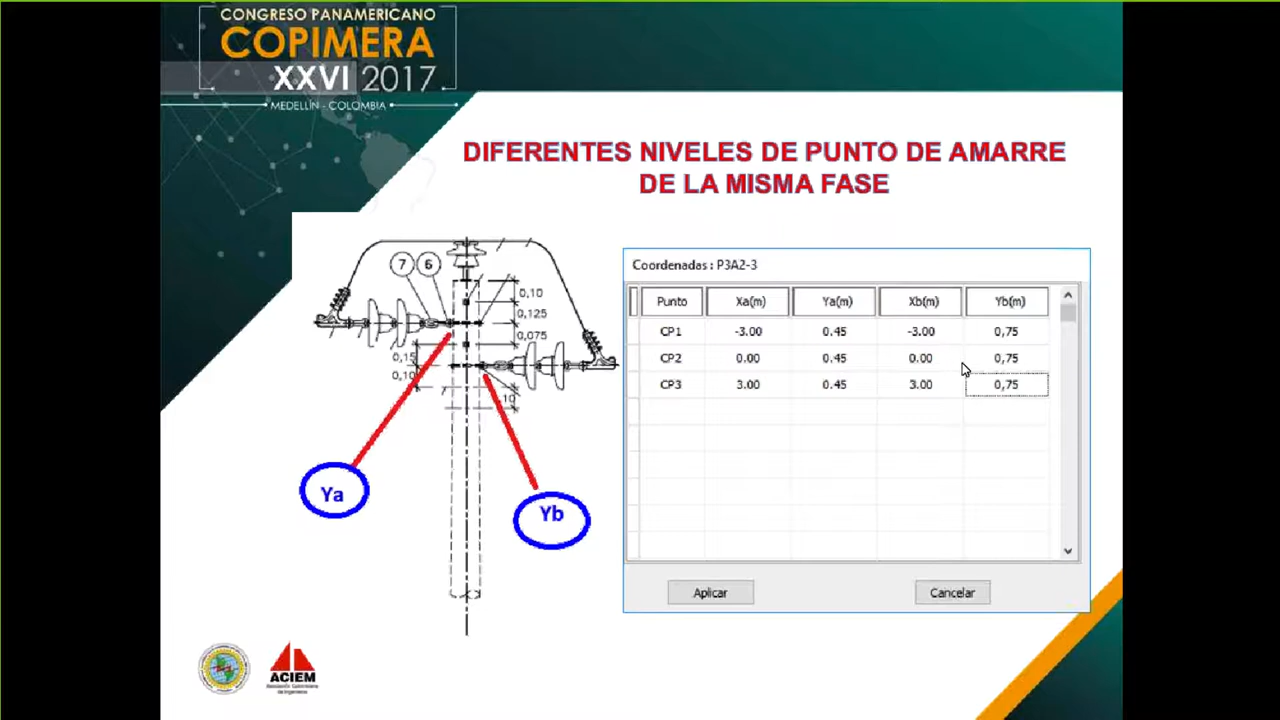 CONGRESO PANAMERICANO
COPIMERA
XXVI 2017
MEDELLÍN - COLOMBIA
DIFERENTES NIVELES DE PUNTO DE AMARRE
DE LA MISMA FASE
7 6
0,10
0,125
0,075
0,15
0,10
10
Ya
Yb
Coordenadas : P3A2-3
Punto Xa(m) Ya(m) Xb(m) Yb(m)
CP1 -3.00 0.45 -3.00 0,75
CP2 0.00 0.45 0.00 0,75
CP3 3.00 0.45 3.00 0,75
Aplicar Cancelar
ACIEM